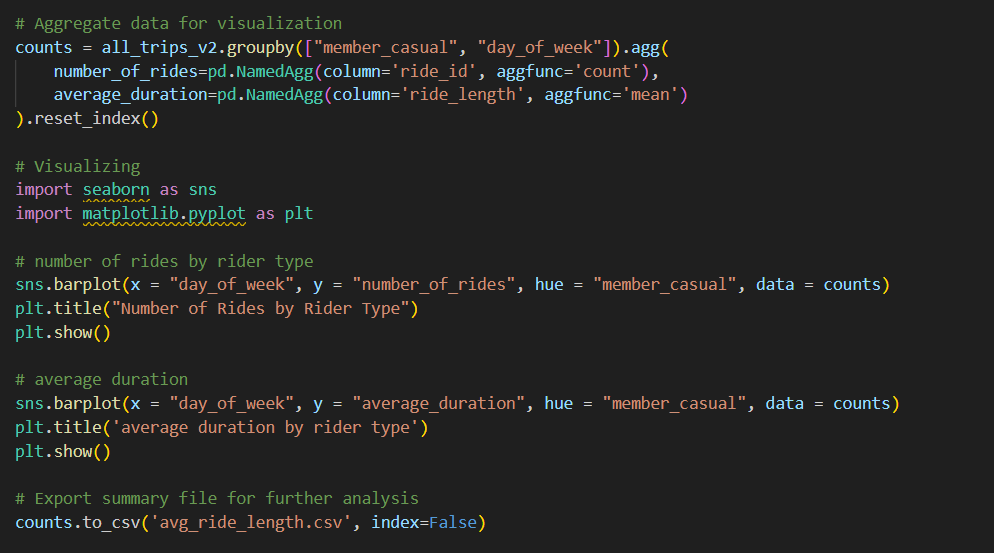 # Aggregate data for visualization
counts = all_trips_v2.groupby(["member_casual", "day_of_week"]).agg(
    number_of_rides=pd.NamedAgg(column='ride_id', aggfunc='count'),
    average_duration=pd.NamedAgg(column='ride_length', aggfunc='mean')
).reset_index()

# Visualizing
import seaborn as sns
import matplotlib.pyplot as plt

# number of rides by rider type
sns.barplot(x = "day_of_week", y = "number_of_rides", hue = "member_casual", data = counts)
plt.title("Number of Rides by Rider Type")
plt.show()

# average duration
sns.barplot(x = "day_of_week", y = "average_duration", hue = "member_casual", data = counts)
plt.title('average duration by rider type')
plt.show()

# Export summary file for further analysis
counts.to_csv('avg_ride_length.csv', index=False)